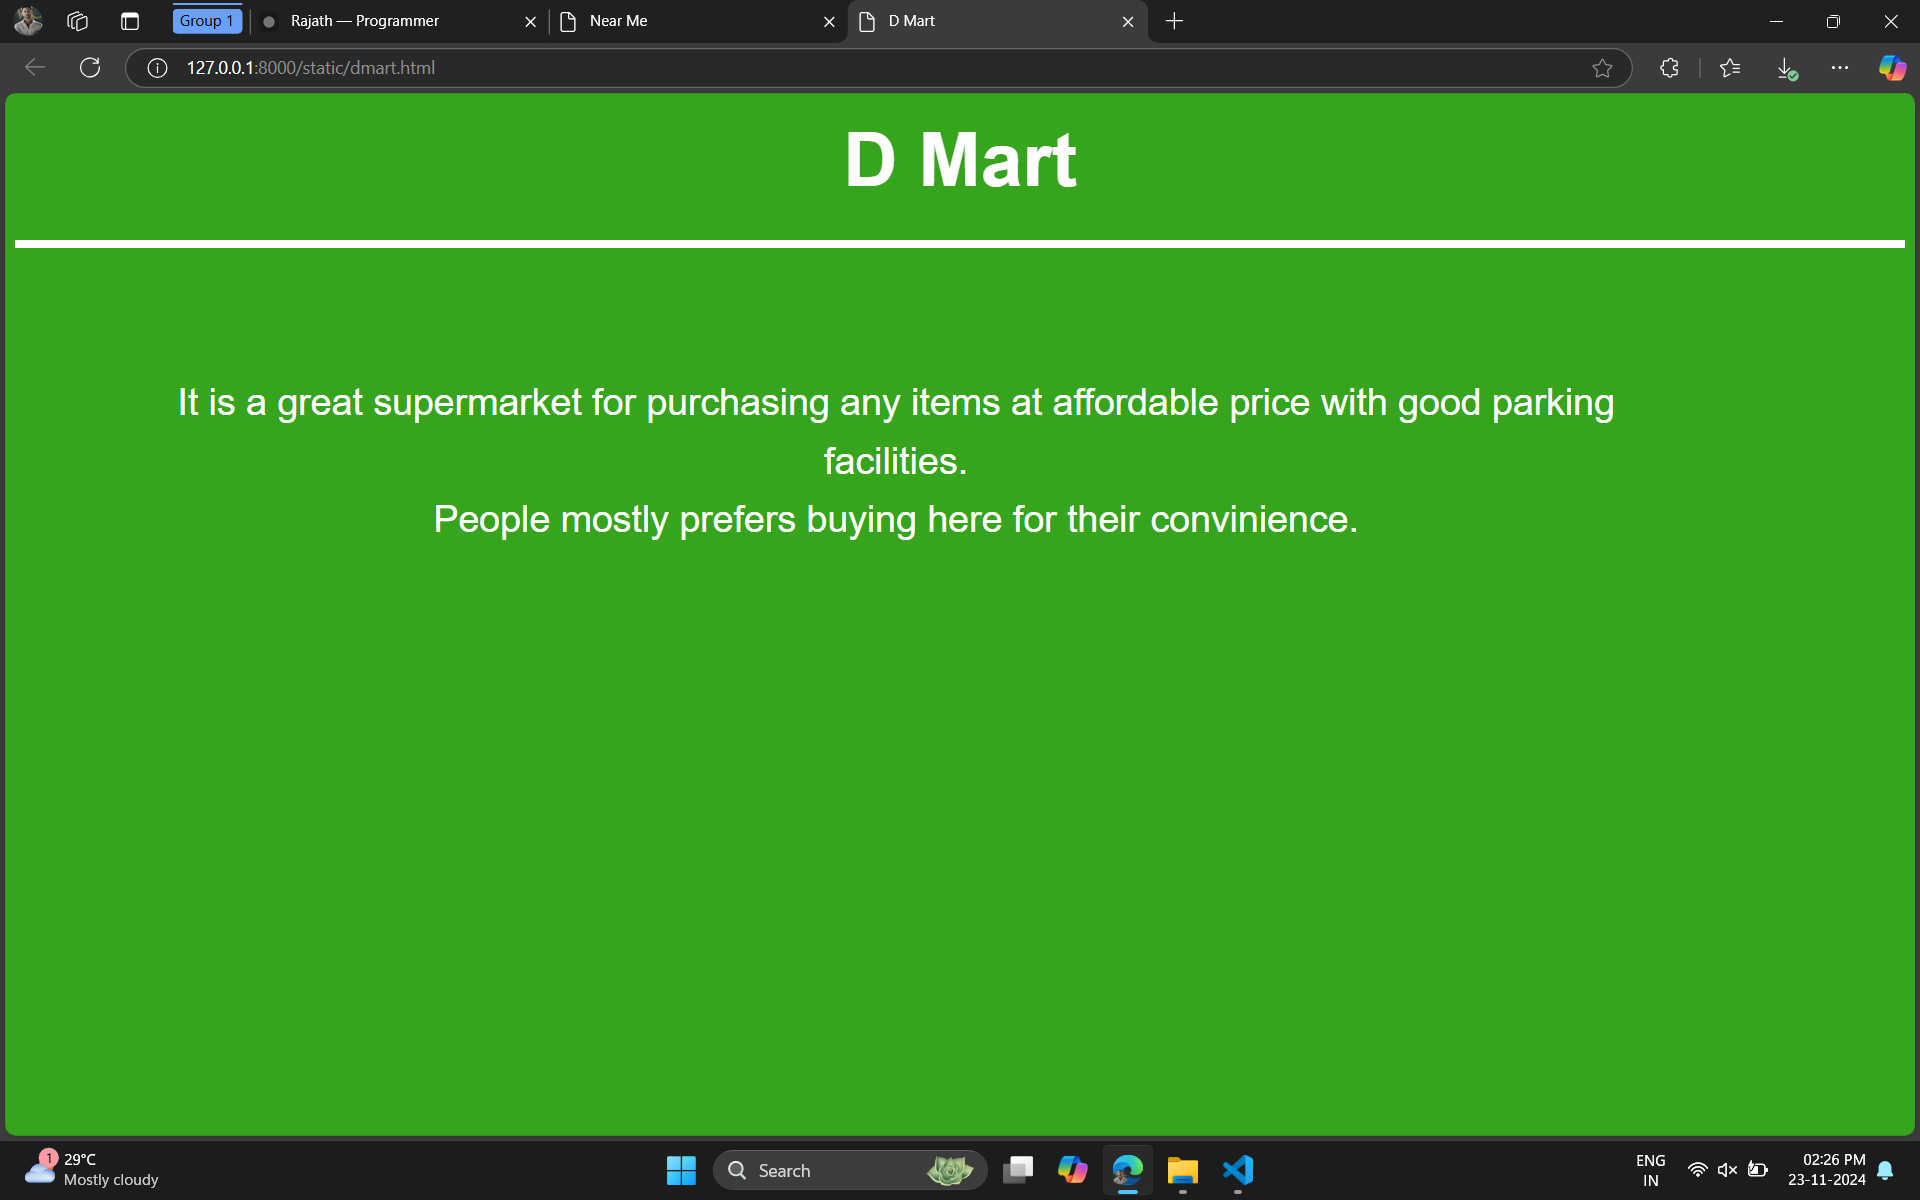 Group 1
Rajath — Programmer
Near Me
D Mart
127.0.0.1:8000/static/dmart.html
D Mart
It is a great supermarket for purchasing any items at affordable price with good parking
facilities.
People mostly prefers buying here for their convinience.
1
29°C
Mostly cloudy
Search
ENG
IN
02:26 PM
23-11-2024